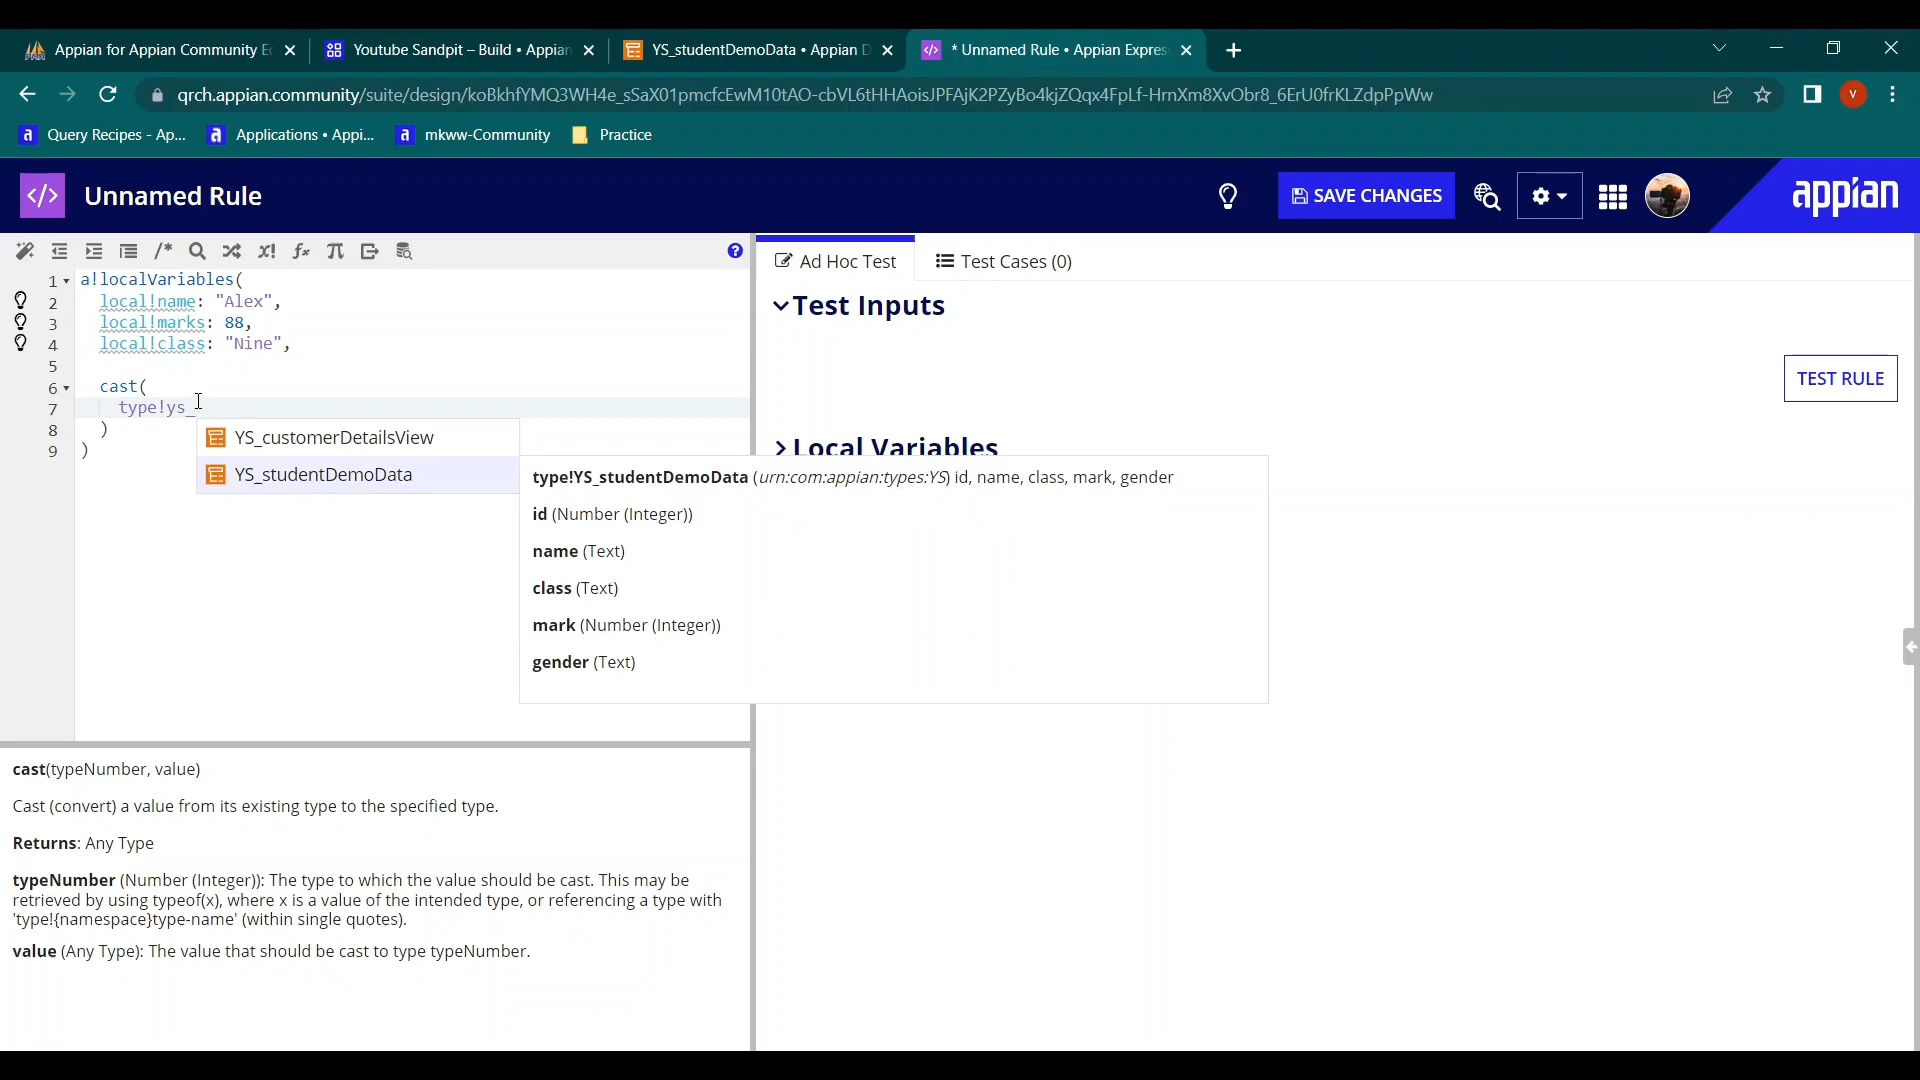 Appian for Appian Community E
Youtube Sandpit – Build • Appian
YS_studentDemoData • Appian D
* Unnamed Rule • Appian Expres
qrch.appian.community/suite/design/koBkhfYMQ3WH4e_sSaX01pmcfcEwM10tAO-cbVL6tHHAoisJPFAjK2PZyBo4kjZQqx4FpLf-HrnXm8XvObr8_6ErU0frKLZdpPpWw
V
Query Recipes - Ap...
Applications • Appi...
mkww-Community
Practice
Unnamed Rule
SAVE CHANGES
appian
Ad Hoc Test
Test Cases (0)
1 a!localVariables(
2 local!name: "Alex",
3 local!marks: 88,
4 local!class: "Nine",
5
6 cast(
7 type!ys_
8 )
9 )
YS_customerDetailsView
YS_studentDemoData
Test Inputs
TEST RULE
Local Variables
type!YS_studentDemoData (urn:com:appian:types:YS) id, name, class, mark, gender
id (Number (Integer))
name (Text)
class (Text)
mark (Number (Integer))
gender (Text)
cast(typeNumber, value)
Cast (convert) a value from its existing type to the specified type.
Returns: Any Type
typeNumber (Number (Integer)): The type to which the value should be cast. This may be
retrieved by using typeof(x), where x is a value of the intended type, or referencing a type with
'type!{namespace}type-name' (within single quotes).
value (Any Type): The value that should be cast to type typeNumber.